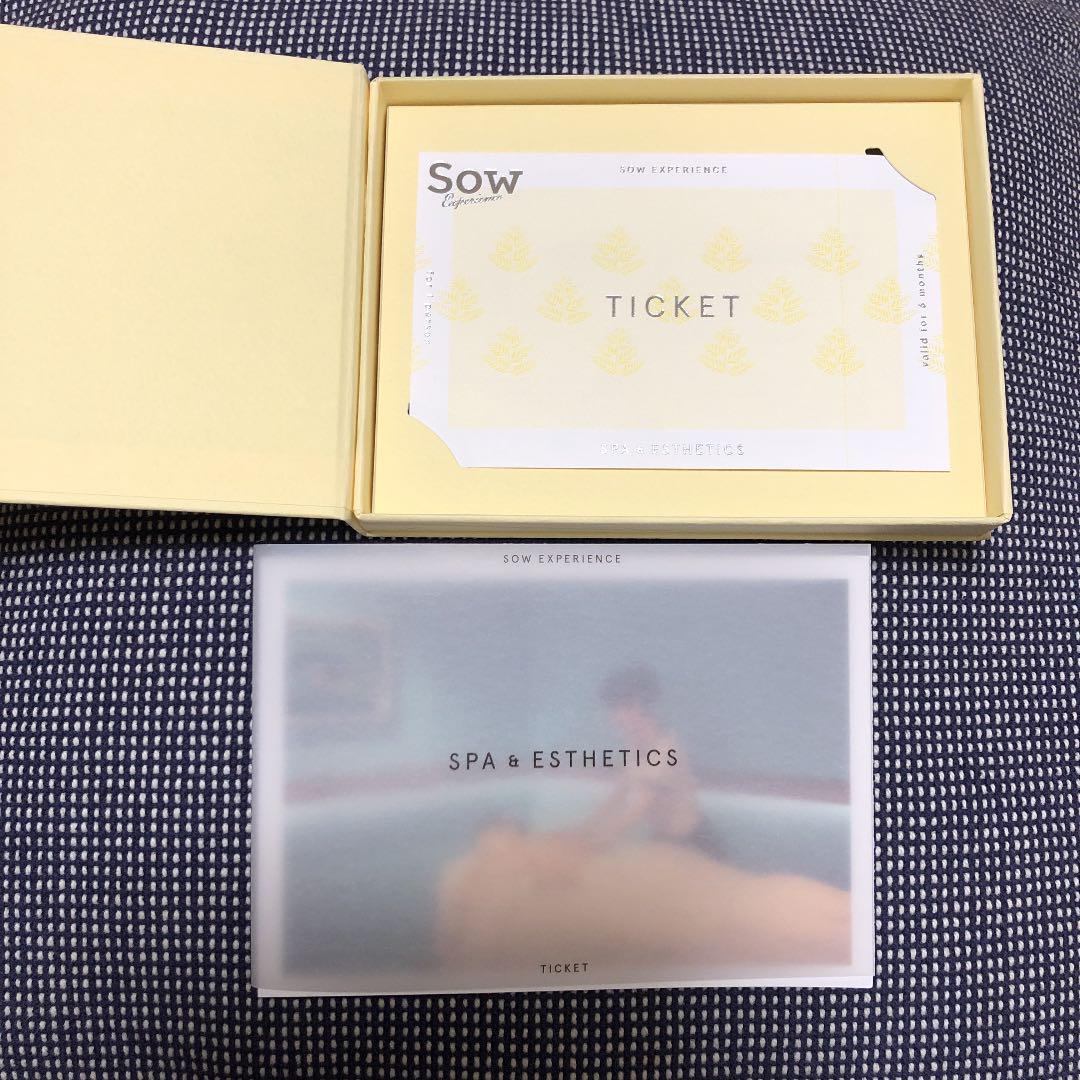 Sow
Experience
SOW EXPERIENCE
TICKET
for 1 person
valid for 6 months
SPA & ESTHETICS
SOW EXPERIENCE
SPA & ESTHETICS
TICKET